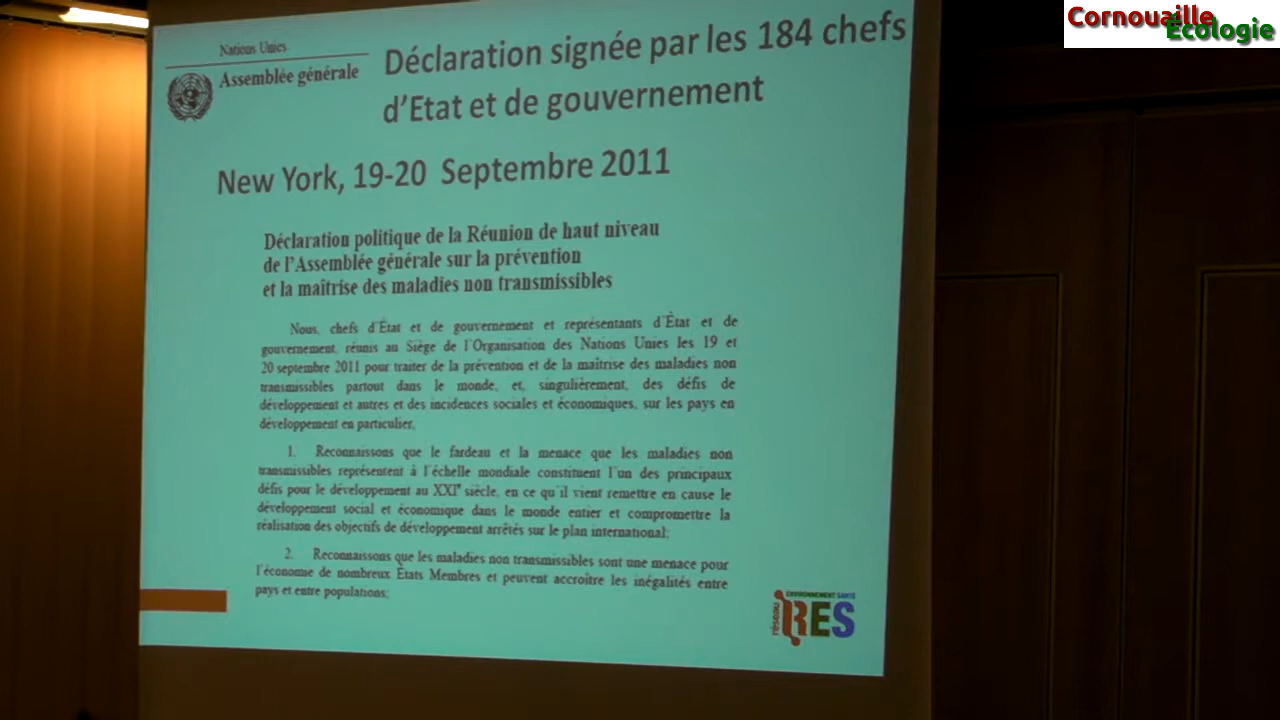 Cornouaille
Écologie
Nations Unies
Assemblée générale
Déclaration signée par les 184 chefs
d'Etat et de gouvernement
New York, 19-20 Septembre 2011
Déclaration politique de la Réunion de haut niveau
de l'Assemblée générale sur la prévention
et la maîtrise des maladies non transmissibles
Nous, chefs d'État et de gouvernement et représentants d'État et de
gouvernement, réunis au Siège de l'Organisation des Nations Unies les 19 et
20 septembre 2011 pour traiter de la prévention et de la maîtrise des maladies non
transmissibles partout dans le monde, et, singulièrement, des défis de
développement et autres et des incidences sociales et économiques, sur les pays en
développement en particulier,
1. Reconnaissons que le fardeau et la menace que les maladies non
transmissibles représentent à l'échelle mondiale constituent l'un des principaux
défis pour le développement au XXIe siècle, en ce qu'il vient remettre en cause le
développement social et économique dans le monde entier et compromettre la
réalisation des objectifs de développement arrêtés sur le plan international;
2. Reconnaissons que les maladies non transmissibles sont une menace pour
l'économie de nombreux États Membres et peuvent accroître les inégalités entre
pays et entre populations;
réseau
ENVIRONNEMENT SANTÉ
RES